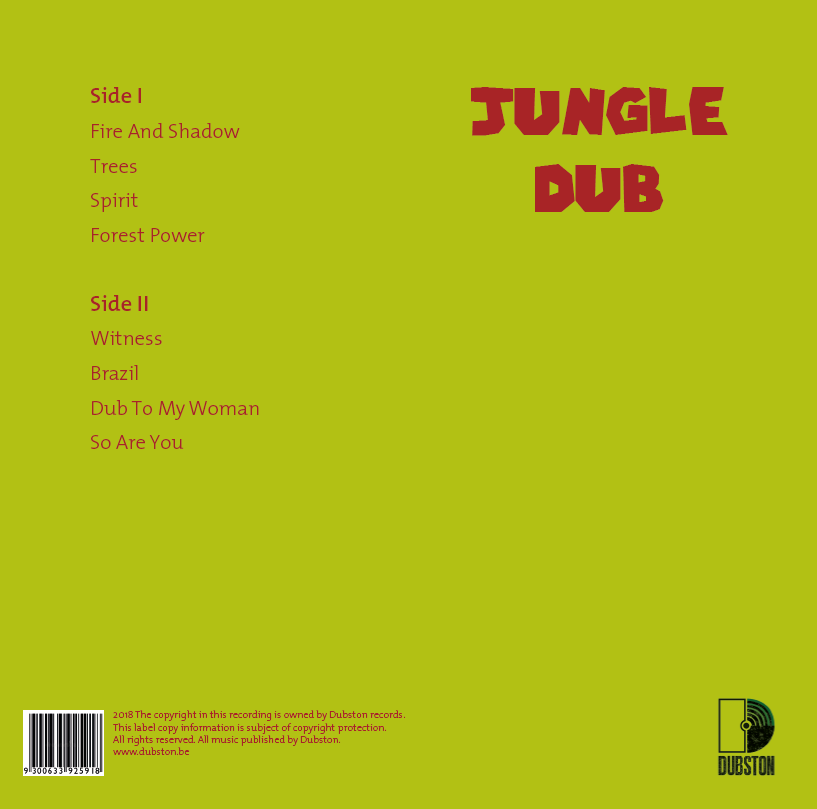 Side I
Fire And Shadow
Trees
Spirit
Forest Power
Side II
Witness
Brazil
Dub To My Woman
So Are You
JUNGLE
DUB
9 300633 925918
2018 The copyright in this recording is owned by Dubston records.
This label copy information is subject of copyright protection.
All rights reserved. All music published by Dubston.
www.dubston.be
DUBSTON